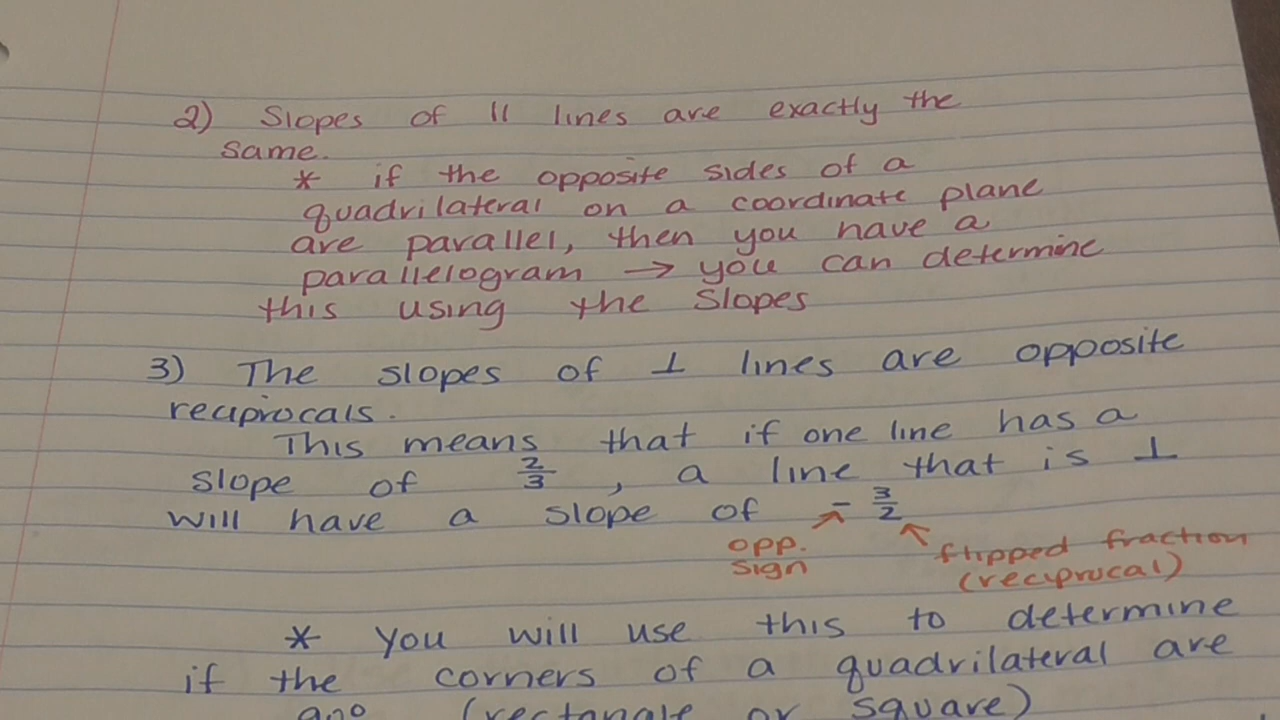 2) Slopes of || lines are exactly the
same.
* if the opposite sides of a
quadrilateral on a coordinate plane
are parallel, then you have a
parallelogram → you can determine
this using the slopes
3) The slopes of ⊥ lines are opposite
reciprocals.
This means that if one line has a
slope of 2/3, a line that is ⊥
will have a slope of - 3/2
opp. sign
flipped fraction
(reciprocal)
* You will use this to determine
if the corners of a quadrilateral are
90° (rectangle or square)